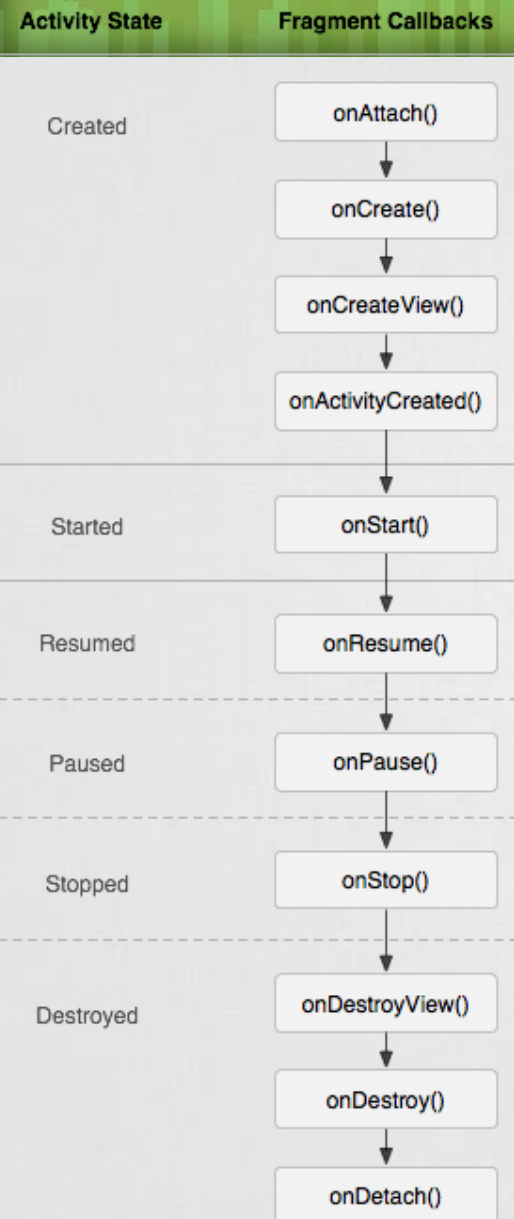 Activity State Fragment Callbacks
Created
onAttach()
onCreate()
onCreateView()
onActivityCreated()
Started onStart()
Resumed onResume()
Paused onPause()
Stopped onStop()
Destroyed
onDestroyView()
onDestroy()
onDetach()